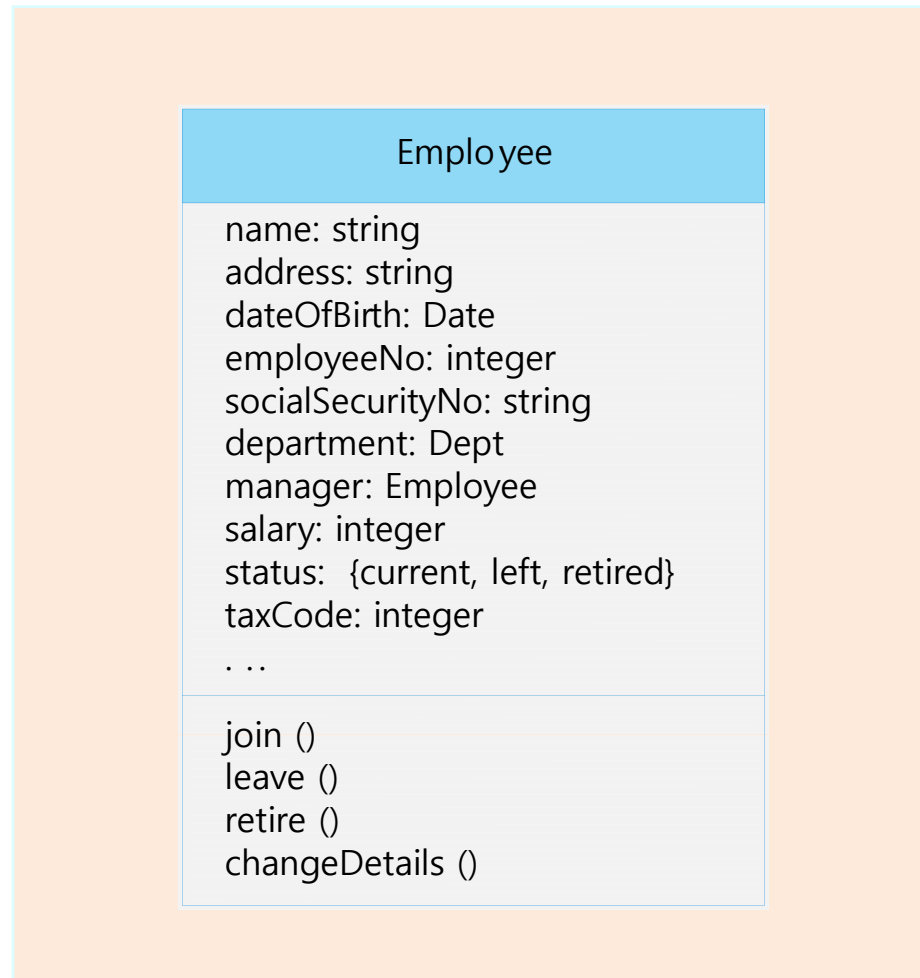 Employee
name: string
address: string
dateOfBirth: Date
employeeNo: integer
socialSecurityNo: string
department: Dept
manager: Employee
salary: integer
status: {current, left, retired}
taxCode: integer
. . .
join ()
leave ()
retire ()
changeDetails ()